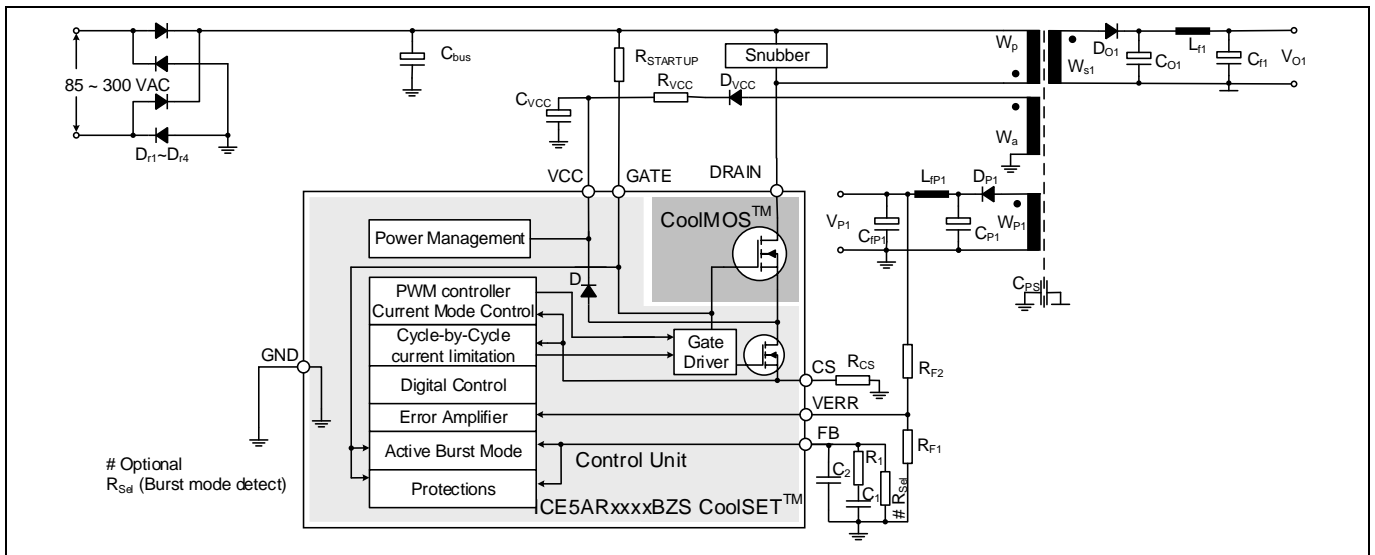 85 ~ 300 VAC
Dr1~Dr4
Cbus
RSTARTUP
Snubber
Wp
Ws1
DO1
CO1
Lf1
Cf1
VO1
CVCC
RVCC
DVCC
Wa
VCC
GATE
DRAIN
LfP1
DP1
VP1
CfP1
CP1
WP1
CPS
CoolMOS™
Power Management
D
PWM controller
Current Mode Control
Cycle-by-Cycle
current limitation
Gate
Driver
GND
Digital Control
CS
RCS
RF2
VERR
Error Amplifier
FB
RF1
Active Burst Mode
Control Unit
Protections
C2
R1
C1
# RSel
# Optional
RSel (Burst mode detect)
ICE5ARxxxxBZS CoolSET™